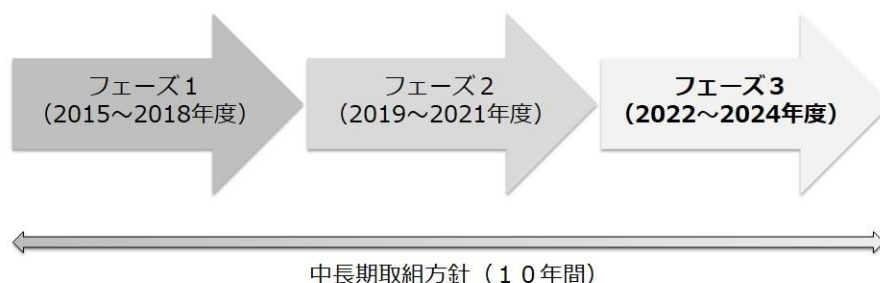 フェーズ１
（2015～2018年度）
フェーズ２
（2019～2021年度）
フェーズ３
（2022～2024年度）
中長期取組方針（１０年間）